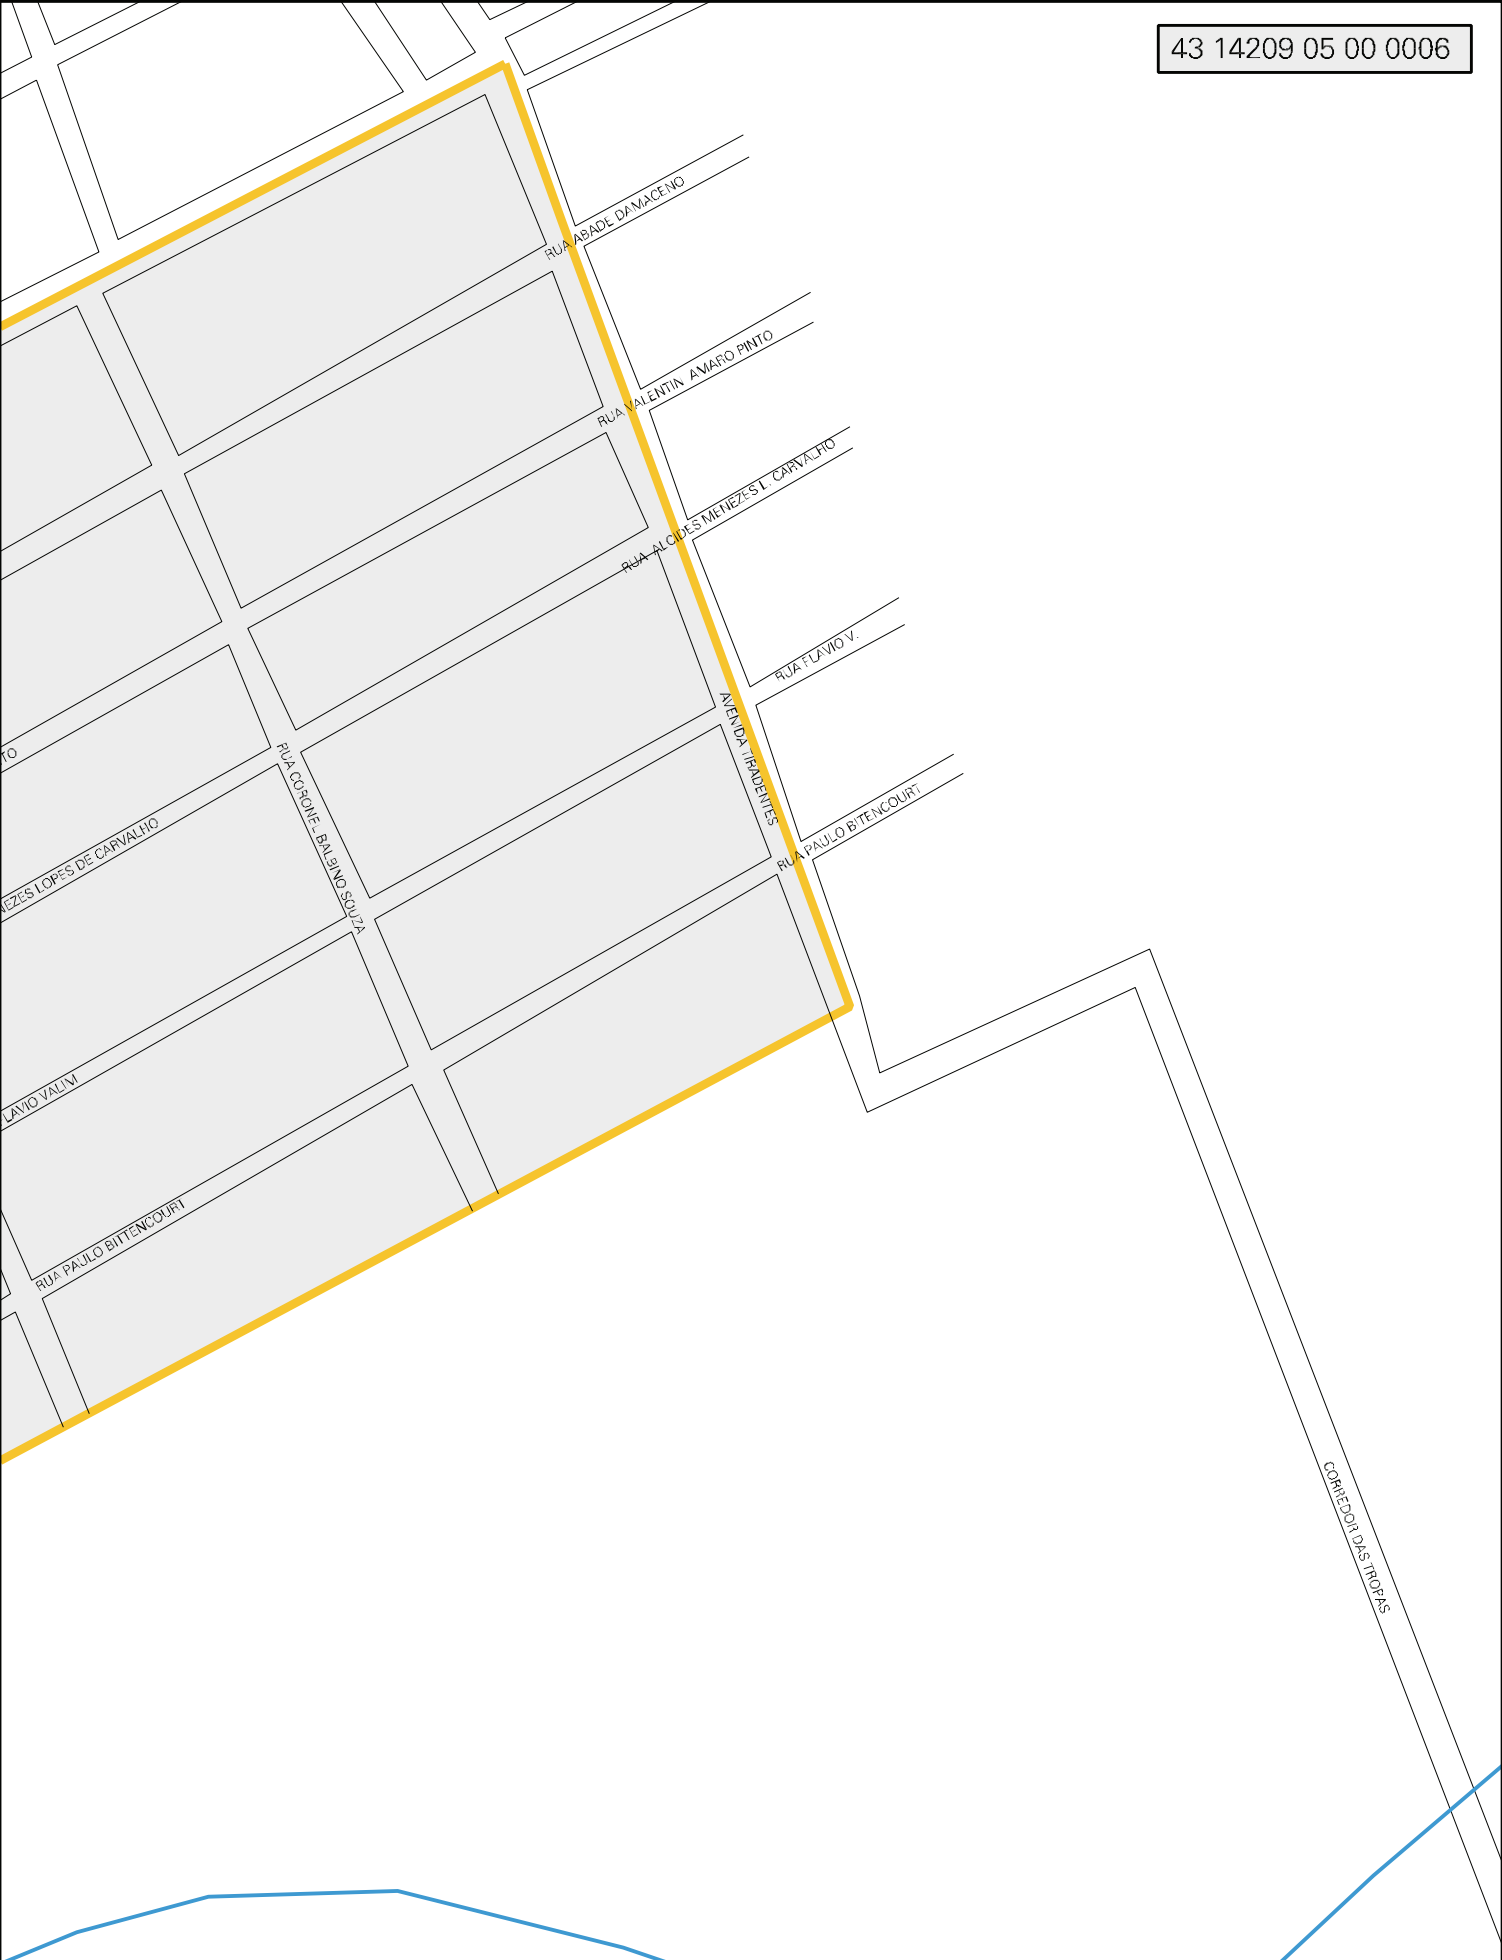 43 14209 05 00 0006
RUA ABADE DAMACENO
RUA VALENTIN AMARO PINTO
RUA ALCIDES MENEZES L. CARVALHO
RUA FLAVIO V.
AVENIDA TIRADENTES
TO
RUA CORONEL BALBINO SOUZA
RUA PAULO BITENCOURT
NEZES LOPES DE CARVALHO
LAVIO VALIM
RUA PAULO BITTENCOURT
CORREDOR DAS TROPAS